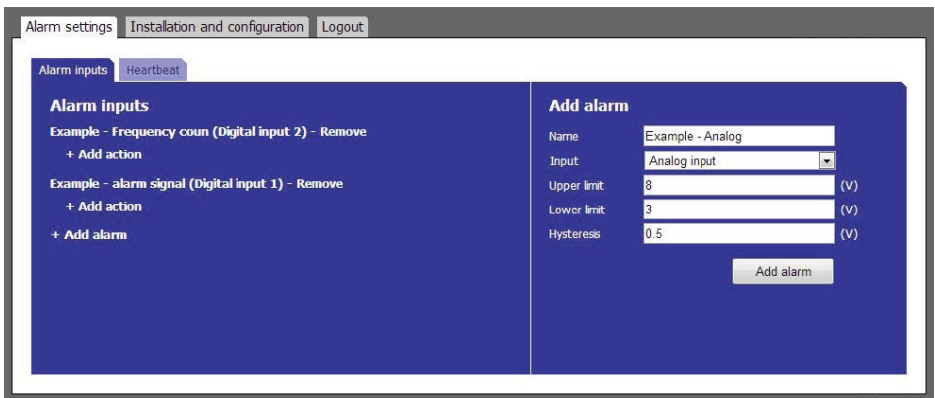 Alarm settings Installation and configuration Logout
Alarm inputs Heartbeat
Alarm inputs
Example - Frequency coun (Digital input 2) - Remove
+ Add action
Example - alarm signal (Digital input 1) - Remove
+ Add action
+ Add alarm
Add alarm
Name Example - Analog
Input Analog input
Upper limit 8 (V)
Lower limit 3 (V)
Hysteresis 0.5 (V)
Add alarm